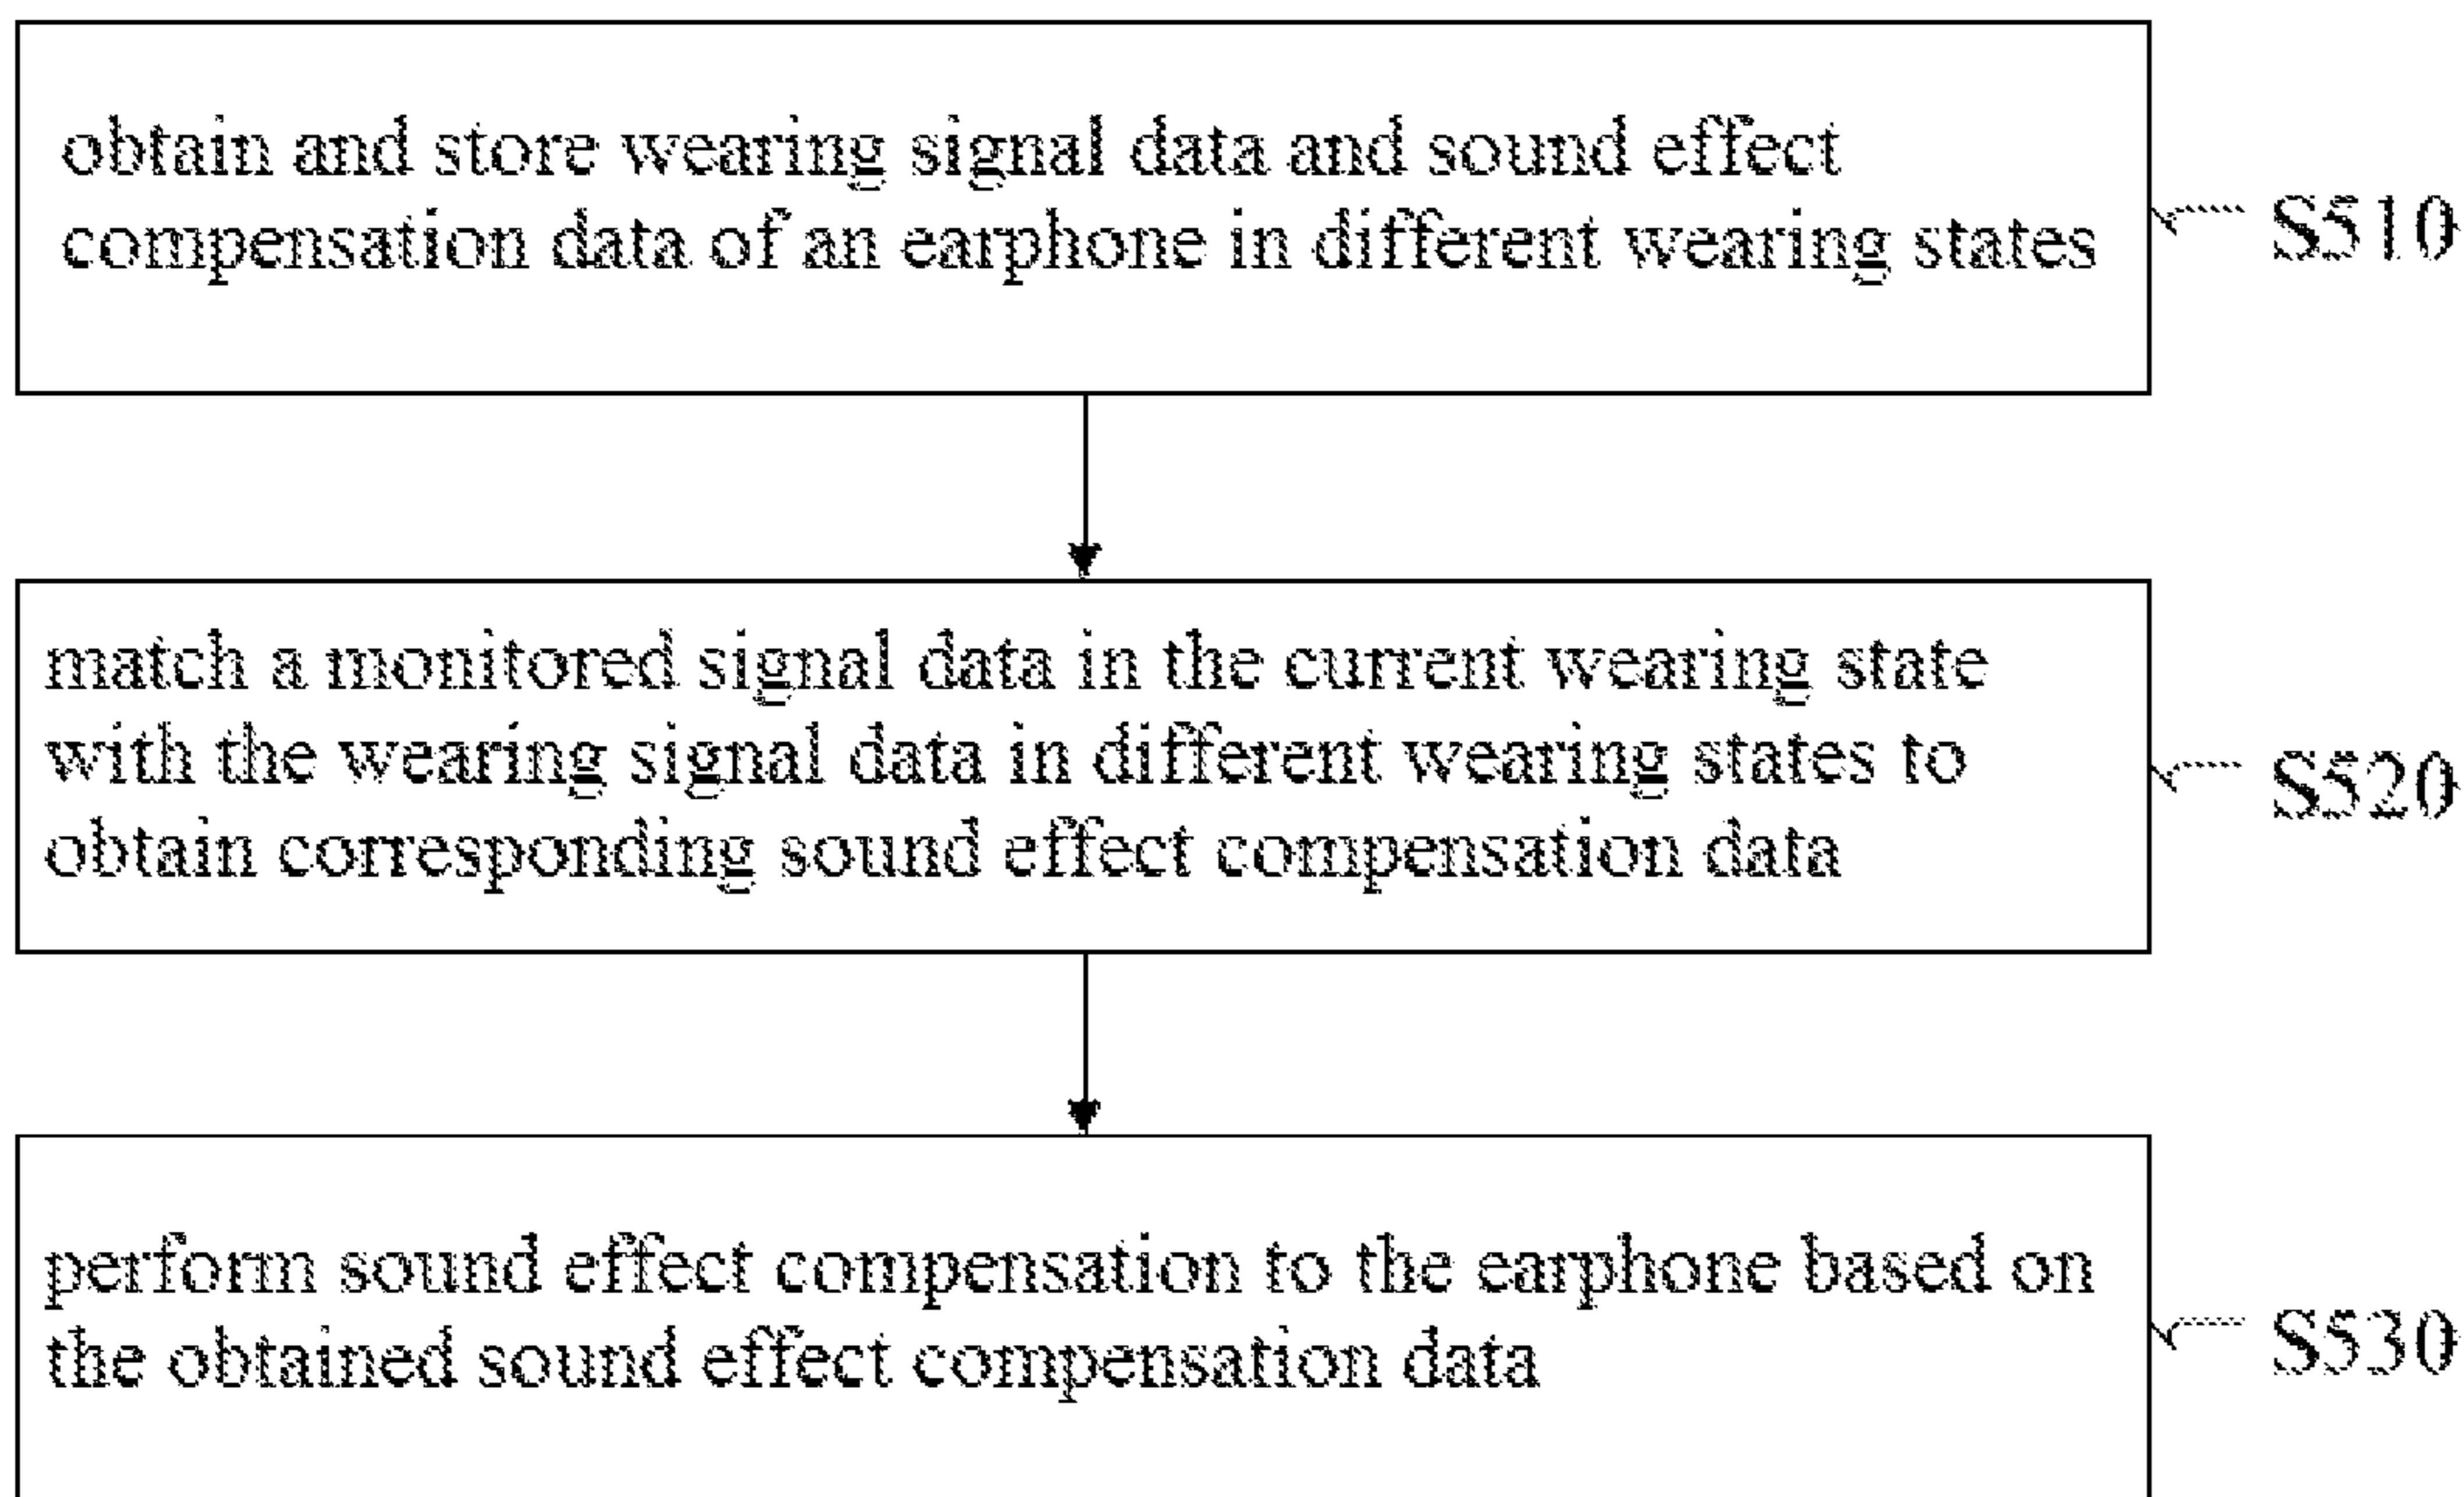 obtain and store wearing signal data and sound effect
compensation data of an earphone in different wearing states
S510
match a monitored signal data in the current wearing state
with the wearing signal data in different wearing states to
obtain corresponding sound effect compensation data
S520
perform sound effect compensation to the earphone based on
the obtained sound effect compensation data
S530